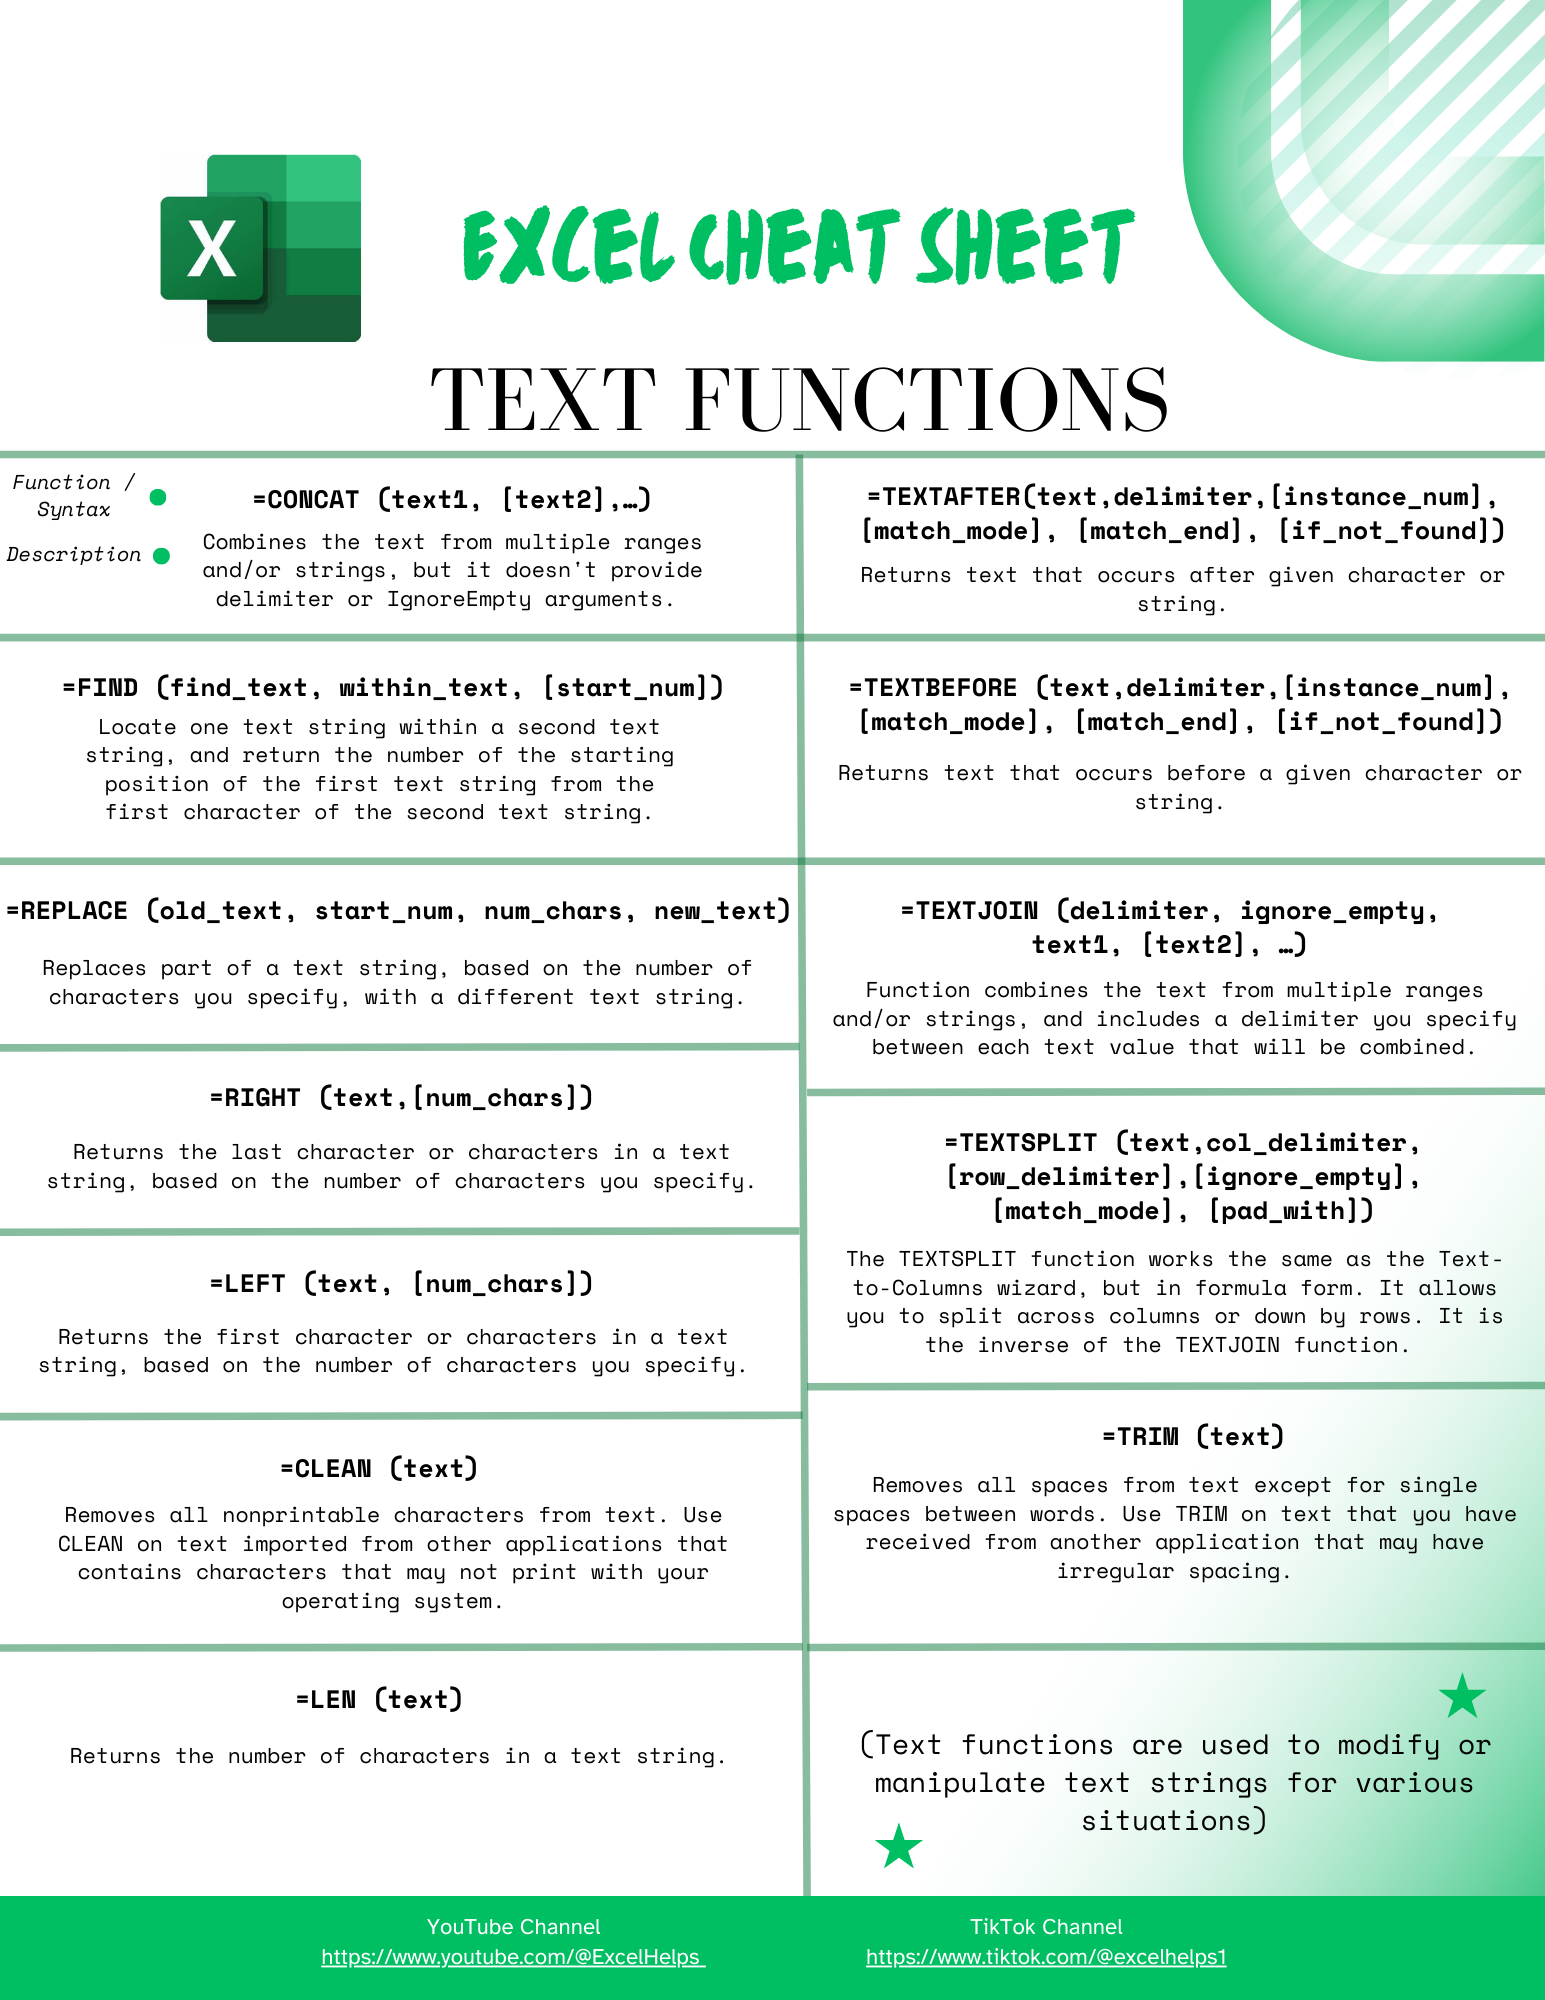 X
EXCEL CHEAT SHEET
TEXT FUNCTIONS
Function /
Syntax
Description
=CONCAT (text1, [text2],…)
Combines the text from multiple ranges
and/or strings, but it doesn't provide
delimiter or IgnoreEmpty arguments.
=FIND (find_text, within_text, [start_num])
Locate one text string within a second text
string, and return the number of the starting
position of the first text string from the
first character of the second text string.
=REPLACE (old_text, start_num, num_chars, new_text)
Replaces part of a text string, based on the number of
characters you specify, with a different text string.
=RIGHT (text,[num_chars])
Returns the last character or characters in a text
string, based on the number of characters you specify.
=LEFT (text, [num_chars])
Returns the first character or characters in a text
string, based on the number of characters you specify.
=CLEAN (text)
Removes all nonprintable characters from text. Use
CLEAN on text imported from other applications that
contains characters that may not print with your
operating system.
=LEN (text)
Returns the number of characters in a text string.
=TEXTAFTER(text,delimiter,[instance_num],
[match_mode], [match_end], [if_not_found])
Returns text that occurs after given character or
string.
=TEXTBEFORE (text,delimiter,[instance_num],
[match_mode], [match_end], [if_not_found])
Returns text that occurs before a given character or
string.
=TEXTJOIN (delimiter, ignore_empty,
text1, [text2], …)
Function combines the text from multiple ranges
and/or strings, and includes a delimiter you specify
between each text value that will be combined.
=TEXTSPLIT (text,col_delimiter,
[row_delimiter],[ignore_empty],
[match_mode], [pad_with])
The TEXTSPLIT function works the same as the Text-
to-Columns wizard, but in formula form. It allows
you to split across columns or down by rows. It is
the inverse of the TEXTJOIN function.
=TRIM (text)
Removes all spaces from text except for single
spaces between words. Use TRIM on text that you have
received from another application that may have
irregular spacing.
(Text functions are used to modify or
manipulate text strings for various
situations)
YouTube Channel
https://www.youtube.com/@ExcelHelps
TikTok Channel
https://www.tiktok.com/@excelhelps1